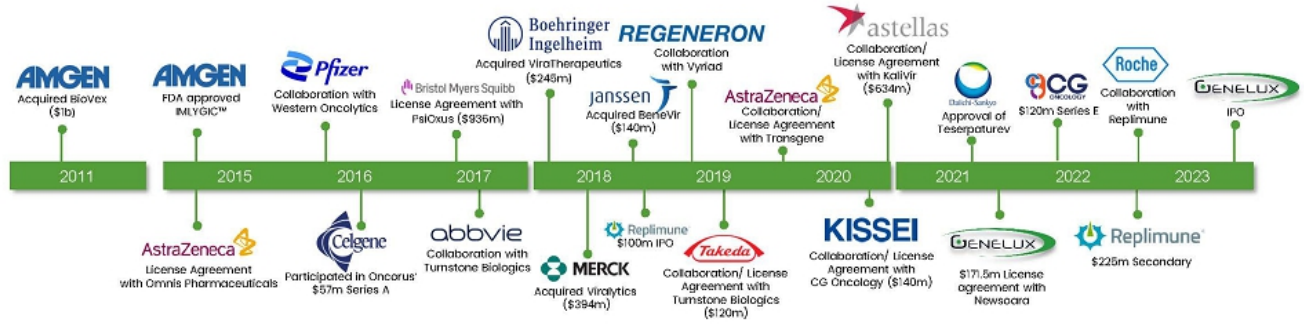 AMGEN
Acquired BioVex
($1b)
AMGEN
FDA approved
IMLYGIC™
Pfizer
Collaboration with
Western Oncolytics
Bristol Myers Squibb
License Agreement with
PsiOxus ($936m)
Boehringer
Ingelheim
Acquired ViraTherapeutics
($245m)
janssen
Acquired BeneVir
($140m)
REGENERON
Collaboration
with Vyriad
AstraZeneca
Collaboration/
License Agreement
with Transgene
astellas
Collaboration/
License Agreement
with KaliVir
($634m)
Daiichi-Sankyo
Approval of
Teserpaturev
CG
ONCOLOGY
$120m Series E
Roche
Collaboration
with
Replimune
GENELUX
IPO
2011
2015
2016
2017
2018
2019
2020
2021
2022
2023
AstraZeneca
License Agreement
with Omnis Pharmaceuticals
Celgene
Participated in Oncorus'
$57m Series A
abbvie
Collaboration with
Turnstone Biologics
MERCK
Acquired Viralytics
($394m)
Replimune
$100m IPO
Takeda
Collaboration/ License
Agreement with
Turnstone Biologics
($120m)
KISSEI
Collaboration/ License
Agreement with
CG Oncology ($140m)
GENELUX
$171.5m License
agreement with
Newsoara
Replimune
$225m Secondary